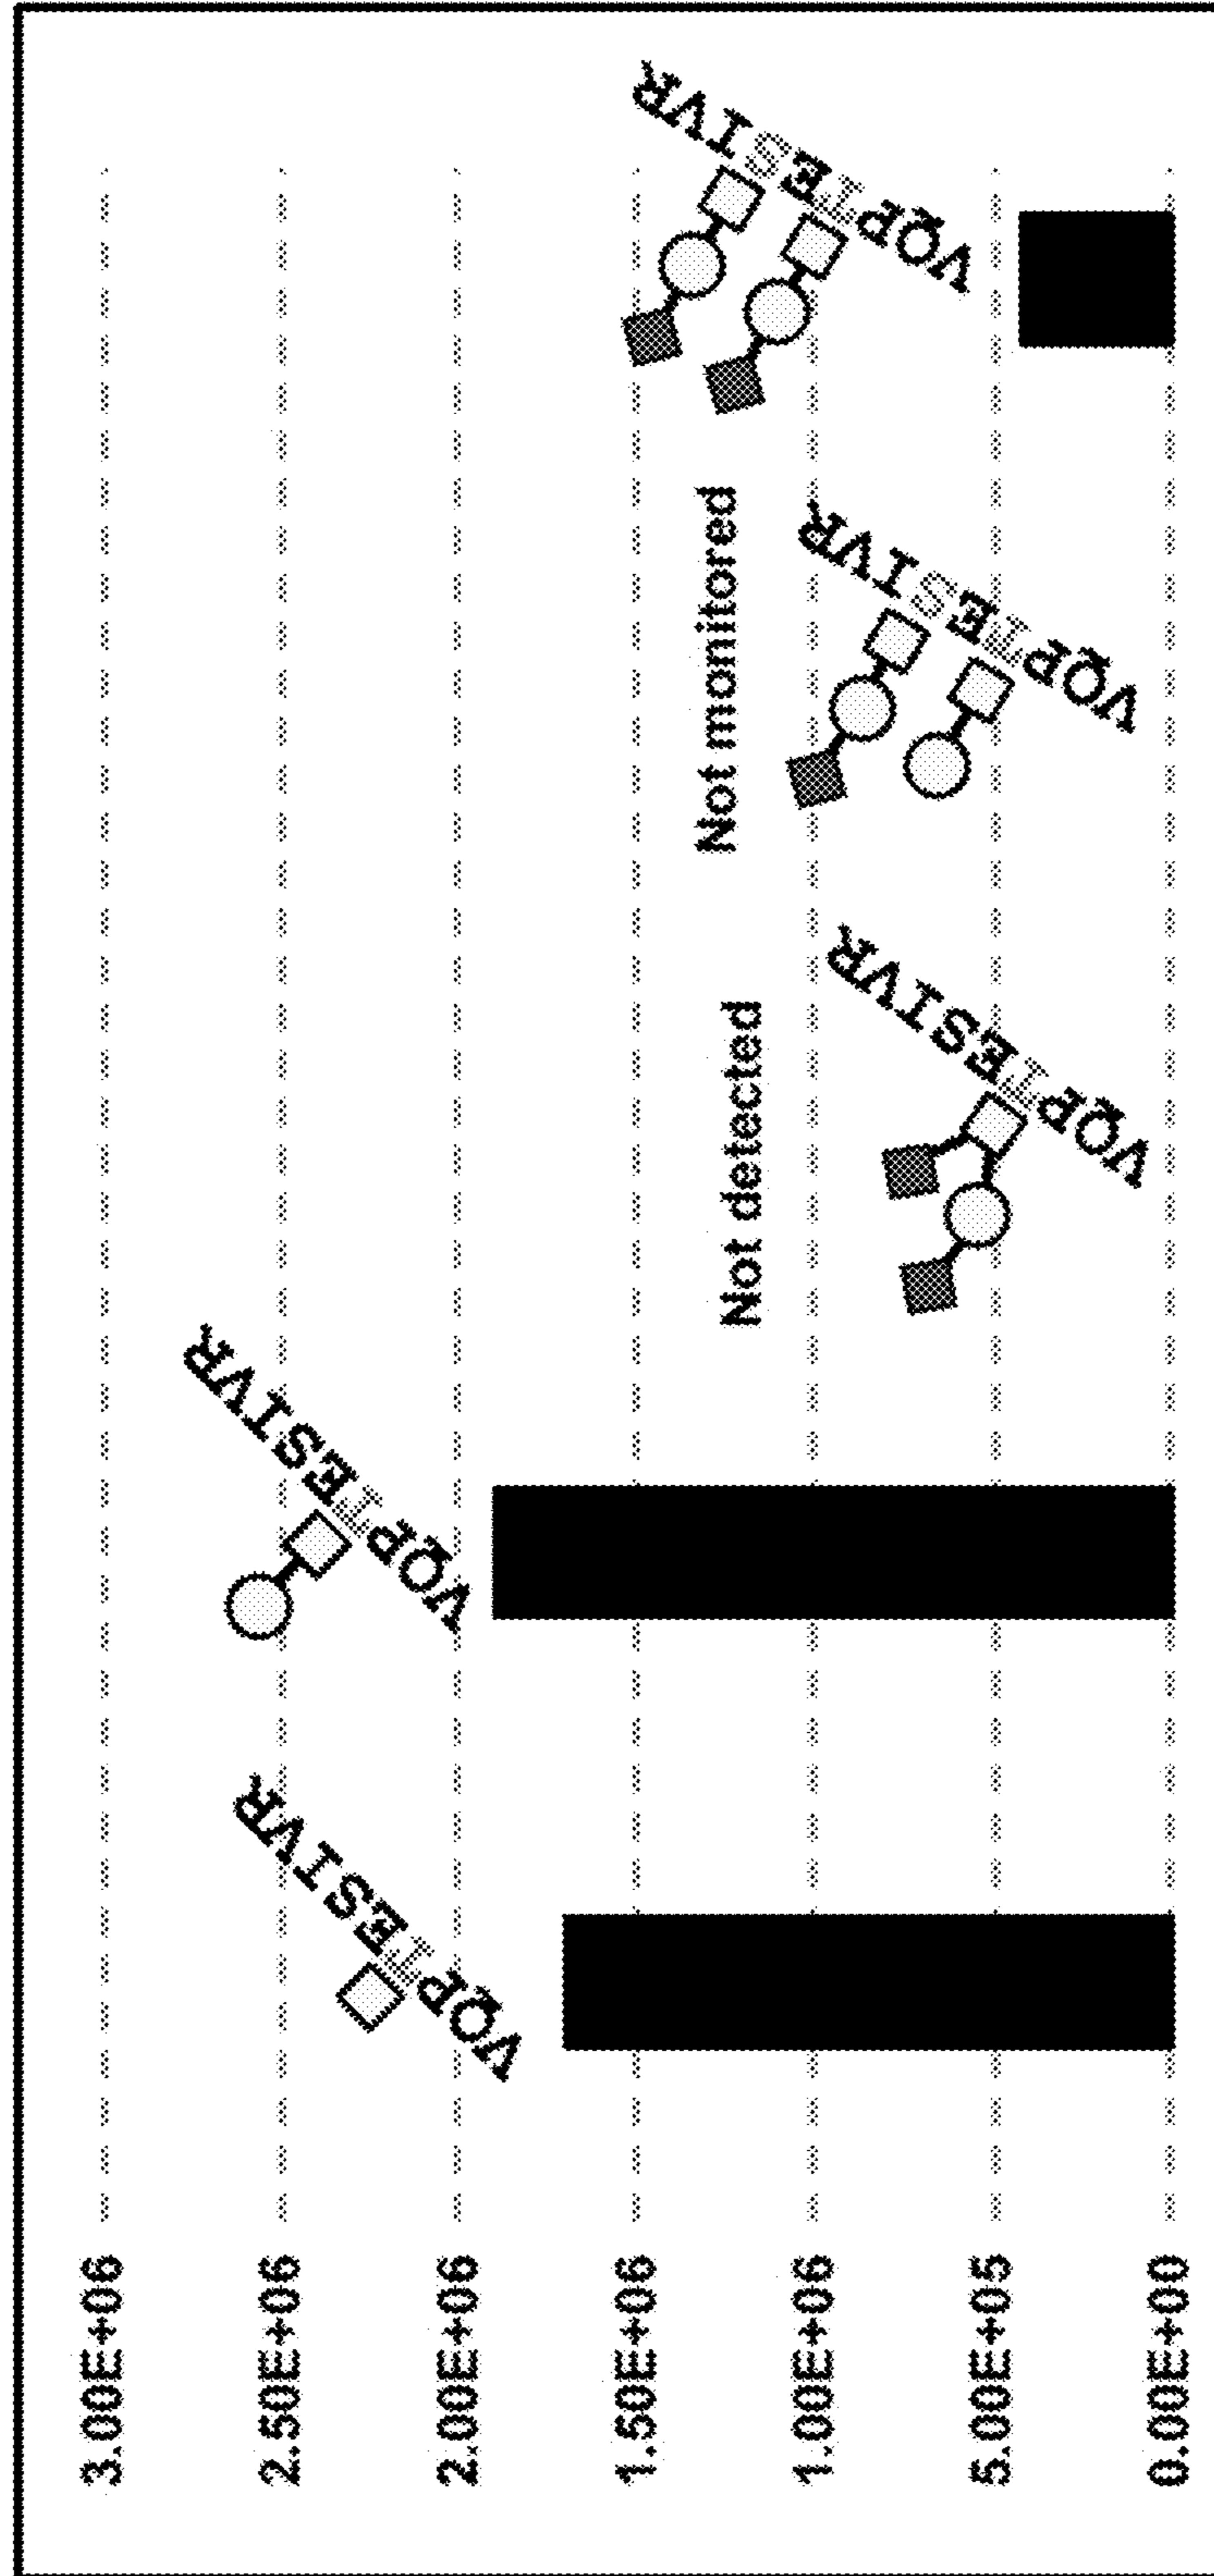 3.00E+06
2.50E+06
2.00E+06
1.50E+06
1.00E+06
5.00E+05
0.00E+00
VQPTESIVR
VQPTESIVR
Not detected
VQPTESIVR
Not monitored
VQPTESIVR
VQPTESIVR